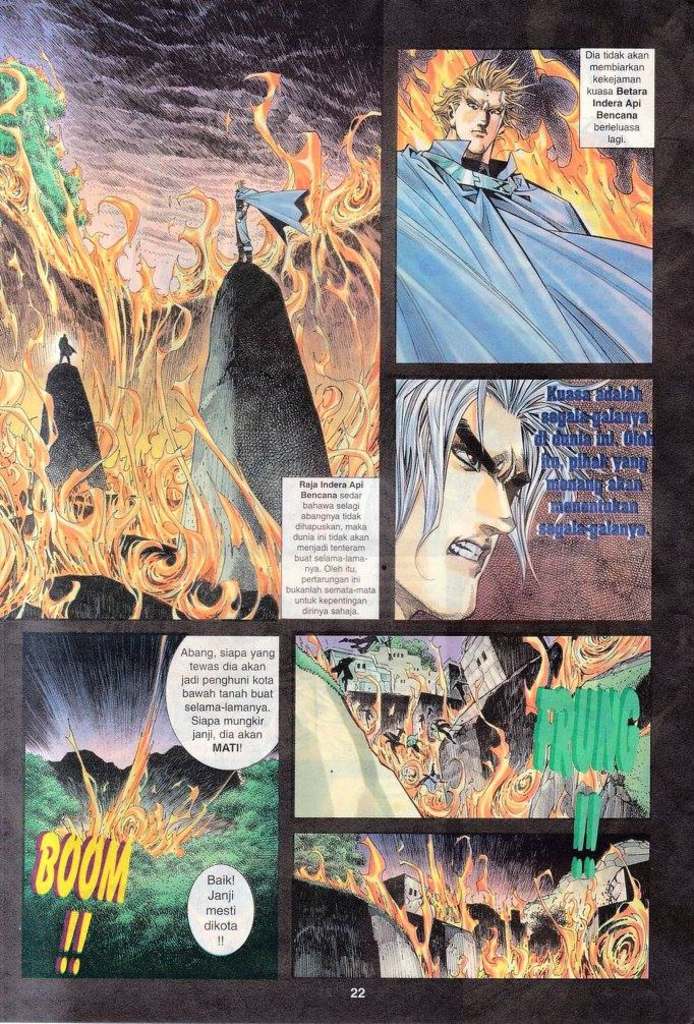 Raja Indera Api
Bencana sedar
bahawa selagi
abangnya tidak
dihapuskan, maka
dunia ini tidak akan
menjadi tenteram
buat selama-lama-
nya. Oleh itu,
pertarungan ini
bukanlah semata-mata
untuk kepentingan
dirinya sahaja.
Dia tidak akan
membiarkan
kekejaman
kuasa Betara
Indera Api
Bencana
berleluasa
lagi.
Kuasa adalah
segala-galanya
di dunia ini. Oleh
itu, pihak yang
menang akan
menentukan
segala-galanya.
Abang, siapa yang
tewas dia akan
jadi penghuni kota
bawah tanah buat
selama-lamanya.
Siapa mungkir
janji, dia akan
MATI!
BOOM
!!
Baik!
Janji
mesti
dikota
!!
FRUNG
!!
22